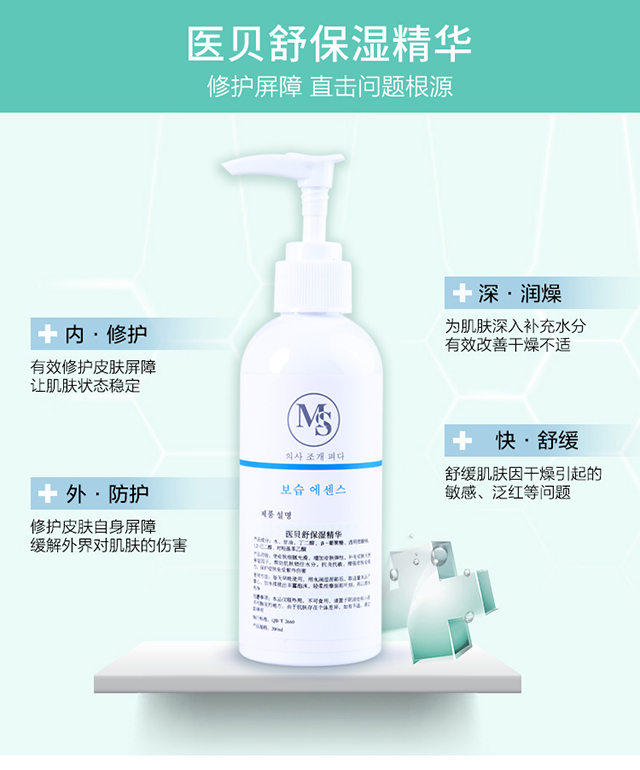 医贝舒保湿精华
修护屏障 直击问题根源
深·润燥
为肌肤深入补充水分
有效改善干燥不适
内·修护
有效修护皮肤屏障
让肌肤状态稳定
快·舒缓
舒缓肌肤因干燥引起的
敏感、泛红等问题
外·防护
修护皮肤自身屏障
缓解外界对肌肤的伤害
MS
의사 조개 펴다
보습 에센스
제품 설명
医贝舒保湿精华